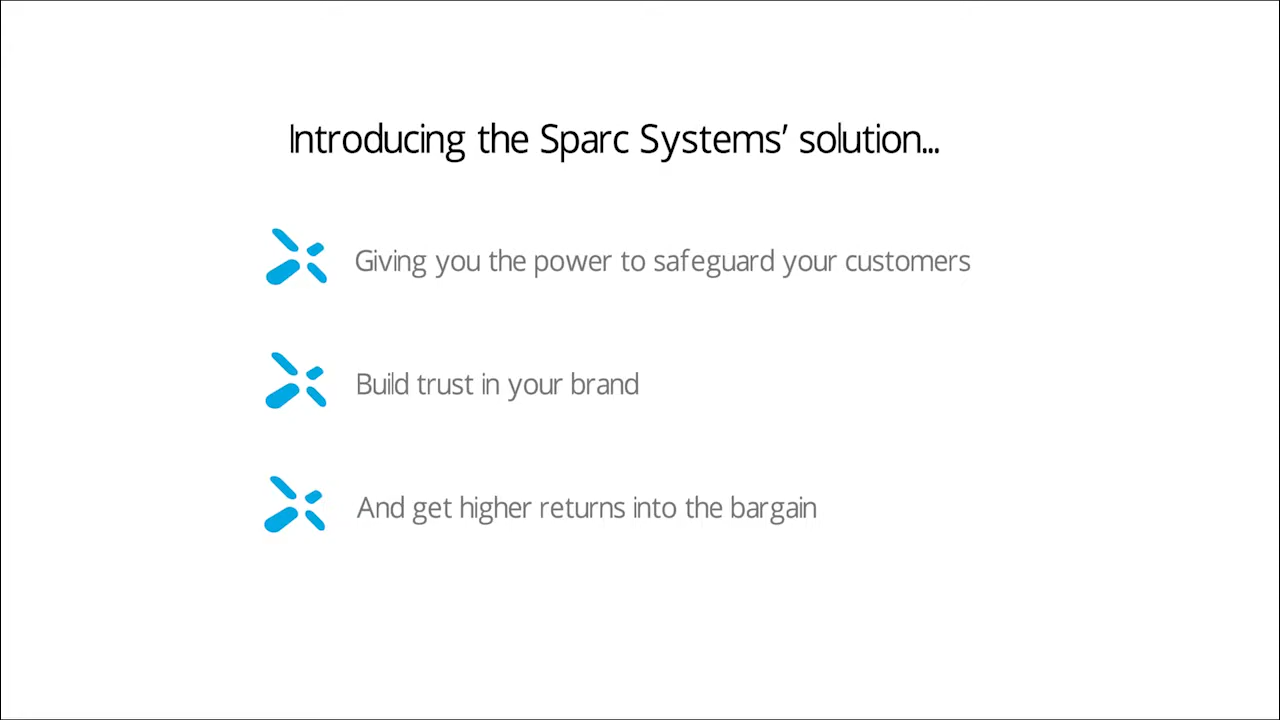 Introducing the Sparc Systems’ solution...
Giving you the power to safeguard your customers
Build trust in your brand
And get higher returns into the bargain